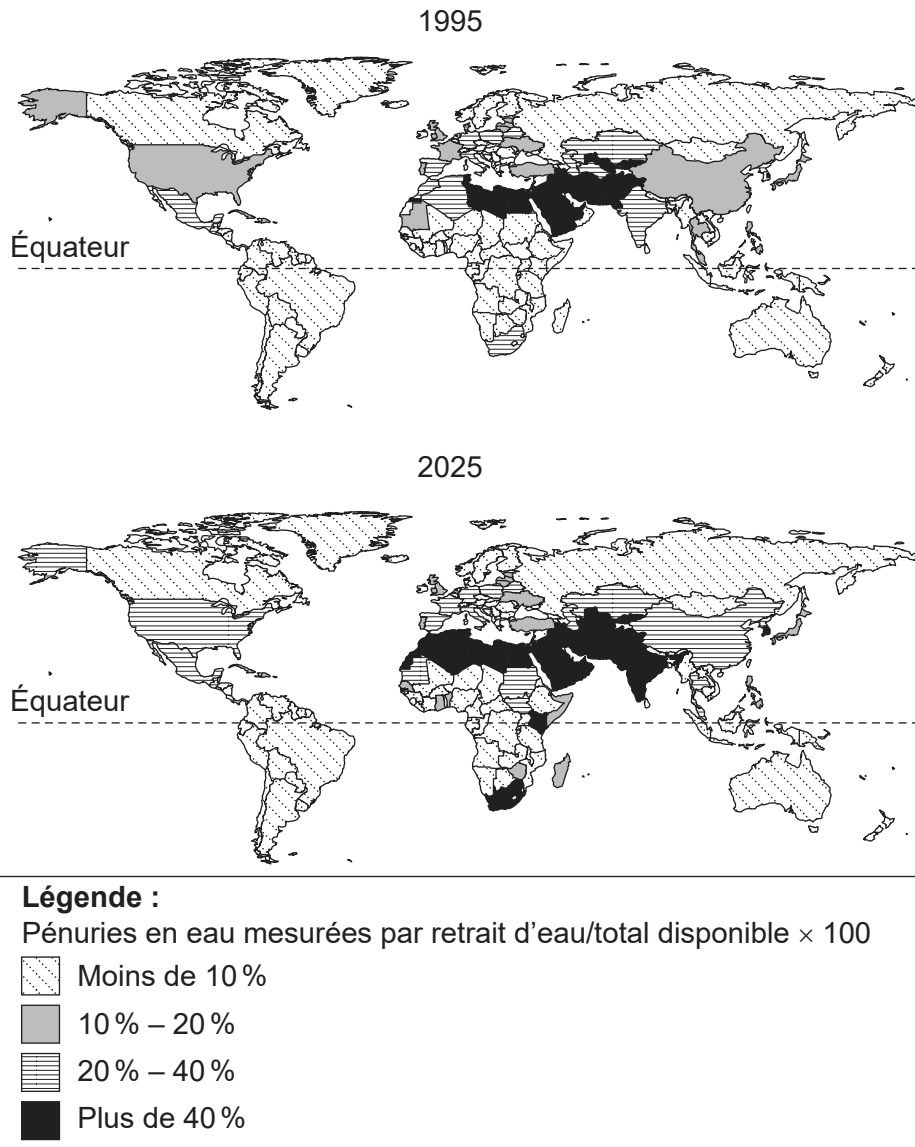 1995
Équateur
2025
Équateur
Légende :
Pénuries en eau mesurées par retrait d'eau/total disponible × 100
Moins de 10 %
10 % – 20 %
20 % – 40 %
Plus de 40 %